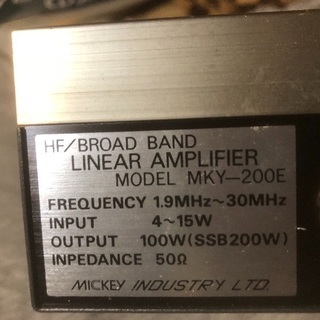 HF/BROAD BAND
LINEAR AMPLIFIER
MODEL MKY-200E
FREQUENCY 1.9MHz~30MHz
INPUT 4~15W
OUTPUT 100W(SSB200W)
INPEDANCE 50Ω
MICKEY INDUSTRY LTD.